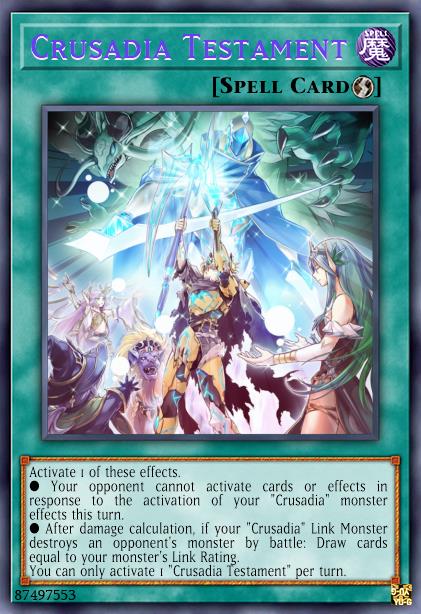 Crusadia Testament
SPELL
魔
[Spell Card]
Activate 1 of these effects.
● Your opponent cannot activate cards or effects in
response to the activation of your "Crusadia" monster
effects this turn.
● After damage calculation, if your "Crusadia" Link Monster
destroys an opponent's monster by battle: Draw cards
equal to your monster's Link Rating.
You can only activate 1 "Crusadia Testament" per turn.
87497553